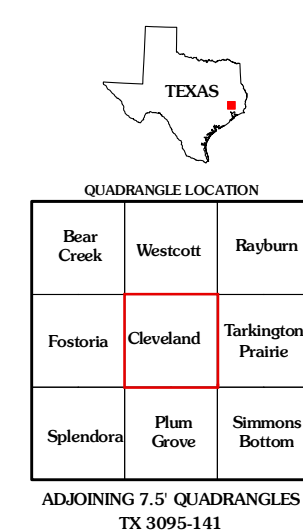 TEXAS
QUADRANGLE LOCATION
Bear
Creek
Westcott
Rayburn
Fostoria
Cleveland
Tarkington
Prairie
Splendora
Plum
Grove
Simmons
Bottom
ADJOINING 7.5' QUADRANGLES
TX 3095-141